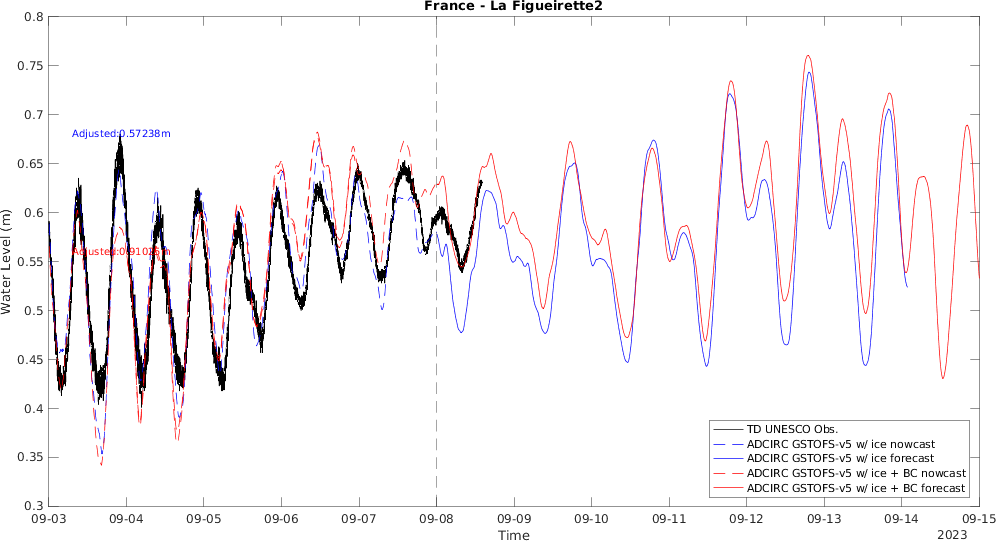 France - La Figueirette2
0.8
0.75
0.7
0.65
0.6
0.55
0.5
0.45
0.4
0.35
0.3
Water Level (m)
Adjusted:0.57238m
TD UNESCO Obs.
ADCIRC GSTOFS-v5 w/ ice nowcast
ADCIRC GSTOFS-v5 w/ ice forecast
ADCIRC GSTOFS-v5 w/ ice + BC nowcast
ADCIRC GSTOFS-v5 w/ ice + BC forecast
09-03 09-04 09-05 09-06 09-07 09-08 09-09 09-10 09-11 09-12 09-13 09-14 09-15
Time
2023